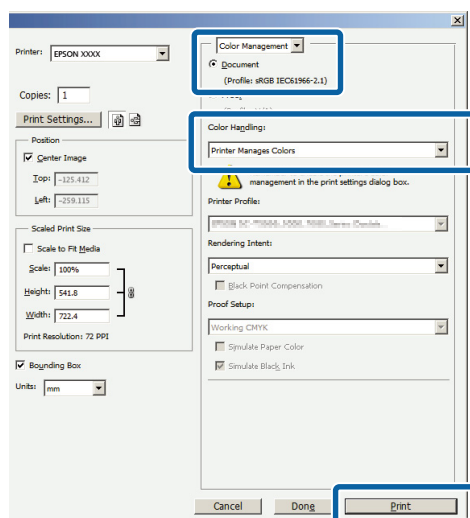 Printer: EPSON XXXX
Copies: 1
Print Settings...
Position
Center Image
Top: -125.412
Left: -259.115
Scaled Print Size
Scale to Fit Media
Scale: 100%
Height: 541.8
Width: 722.4
Print Resolution: 72 PPI
Bounding Box
Units: mm
Color Management
Document
(Profile: sRGB IEC61966-2.1)
Color Handling:
Printer Manages Colors
management in the print settings dialog box.
Printer Profile:
Rendering Intent:
Perceptual
Black Point Compensation
Proof Setup:
Working CMYK
Simulate Paper Color
Simulate Black Ink
Cancel
Done
Print